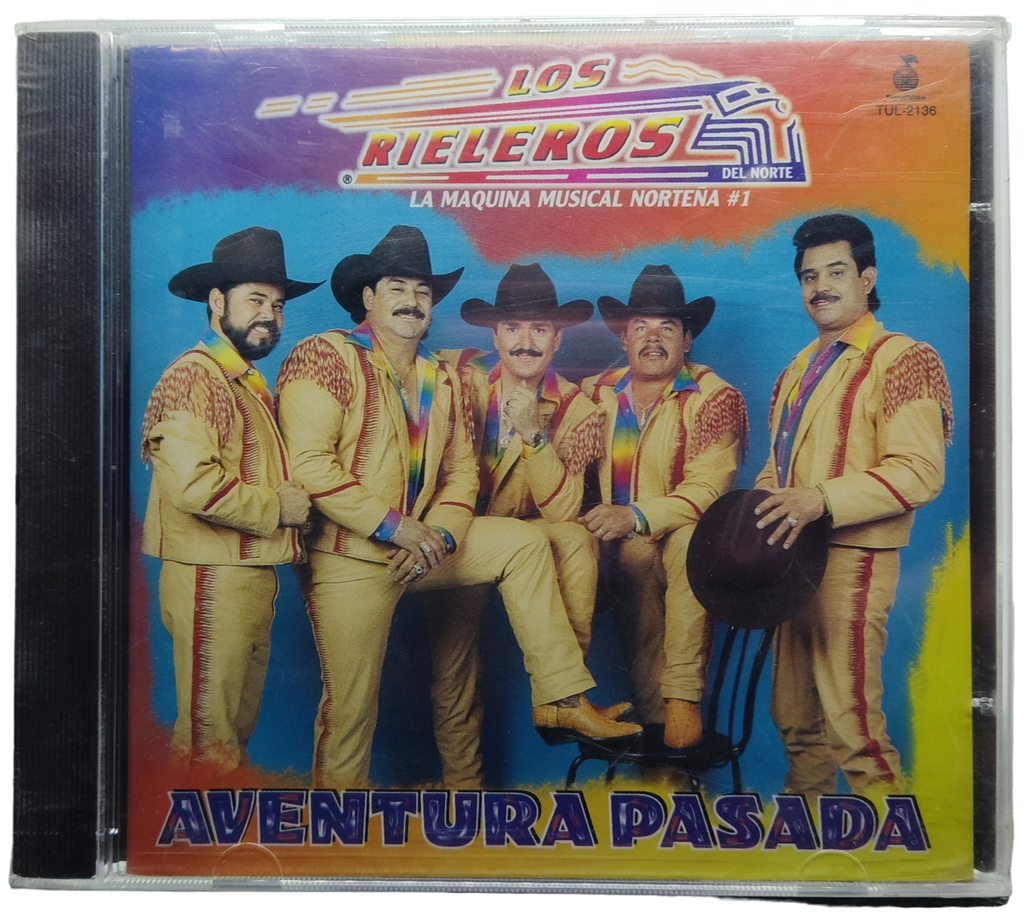 LOS
RIELEROS
DEL NORTE
®
LA MAQUINA MUSICAL NORTEÑA #1
TUL-2136
AVENTURA PASADA